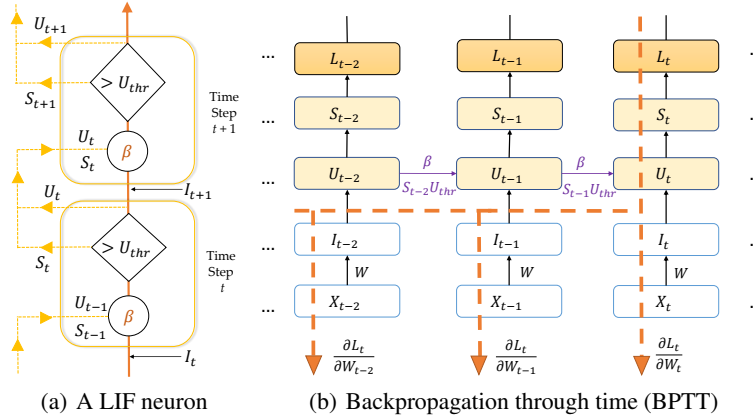 U_{t+1}
S_{t+1}
> U_{thr}
Time
Step
t + 1
U_t
S_t
β
U_t
I_{t+1}
> U_{thr}
S_t
Time
Step
t
U_{t-1}
S_{t-1}
β
I_t
(a) A LIF neuron
... L_{t-2} L_{t-1} L_t .
... S_{t-2} S_{t-1} S_t .
β β
... U_{t-2} U_{t-1} U_t .
S_{t-2}U_{thr} S_{t-1}U_{thr}
... I_{t-2} I_{t-1} I_t .
W W W
... X_{t-2} X_{t-1} X_t .
∂L_t/∂W_{t-2} ∂L_t/∂W_{t-1} ∂L_t/∂W_t
(b) Backpropagation through time (BPTT)